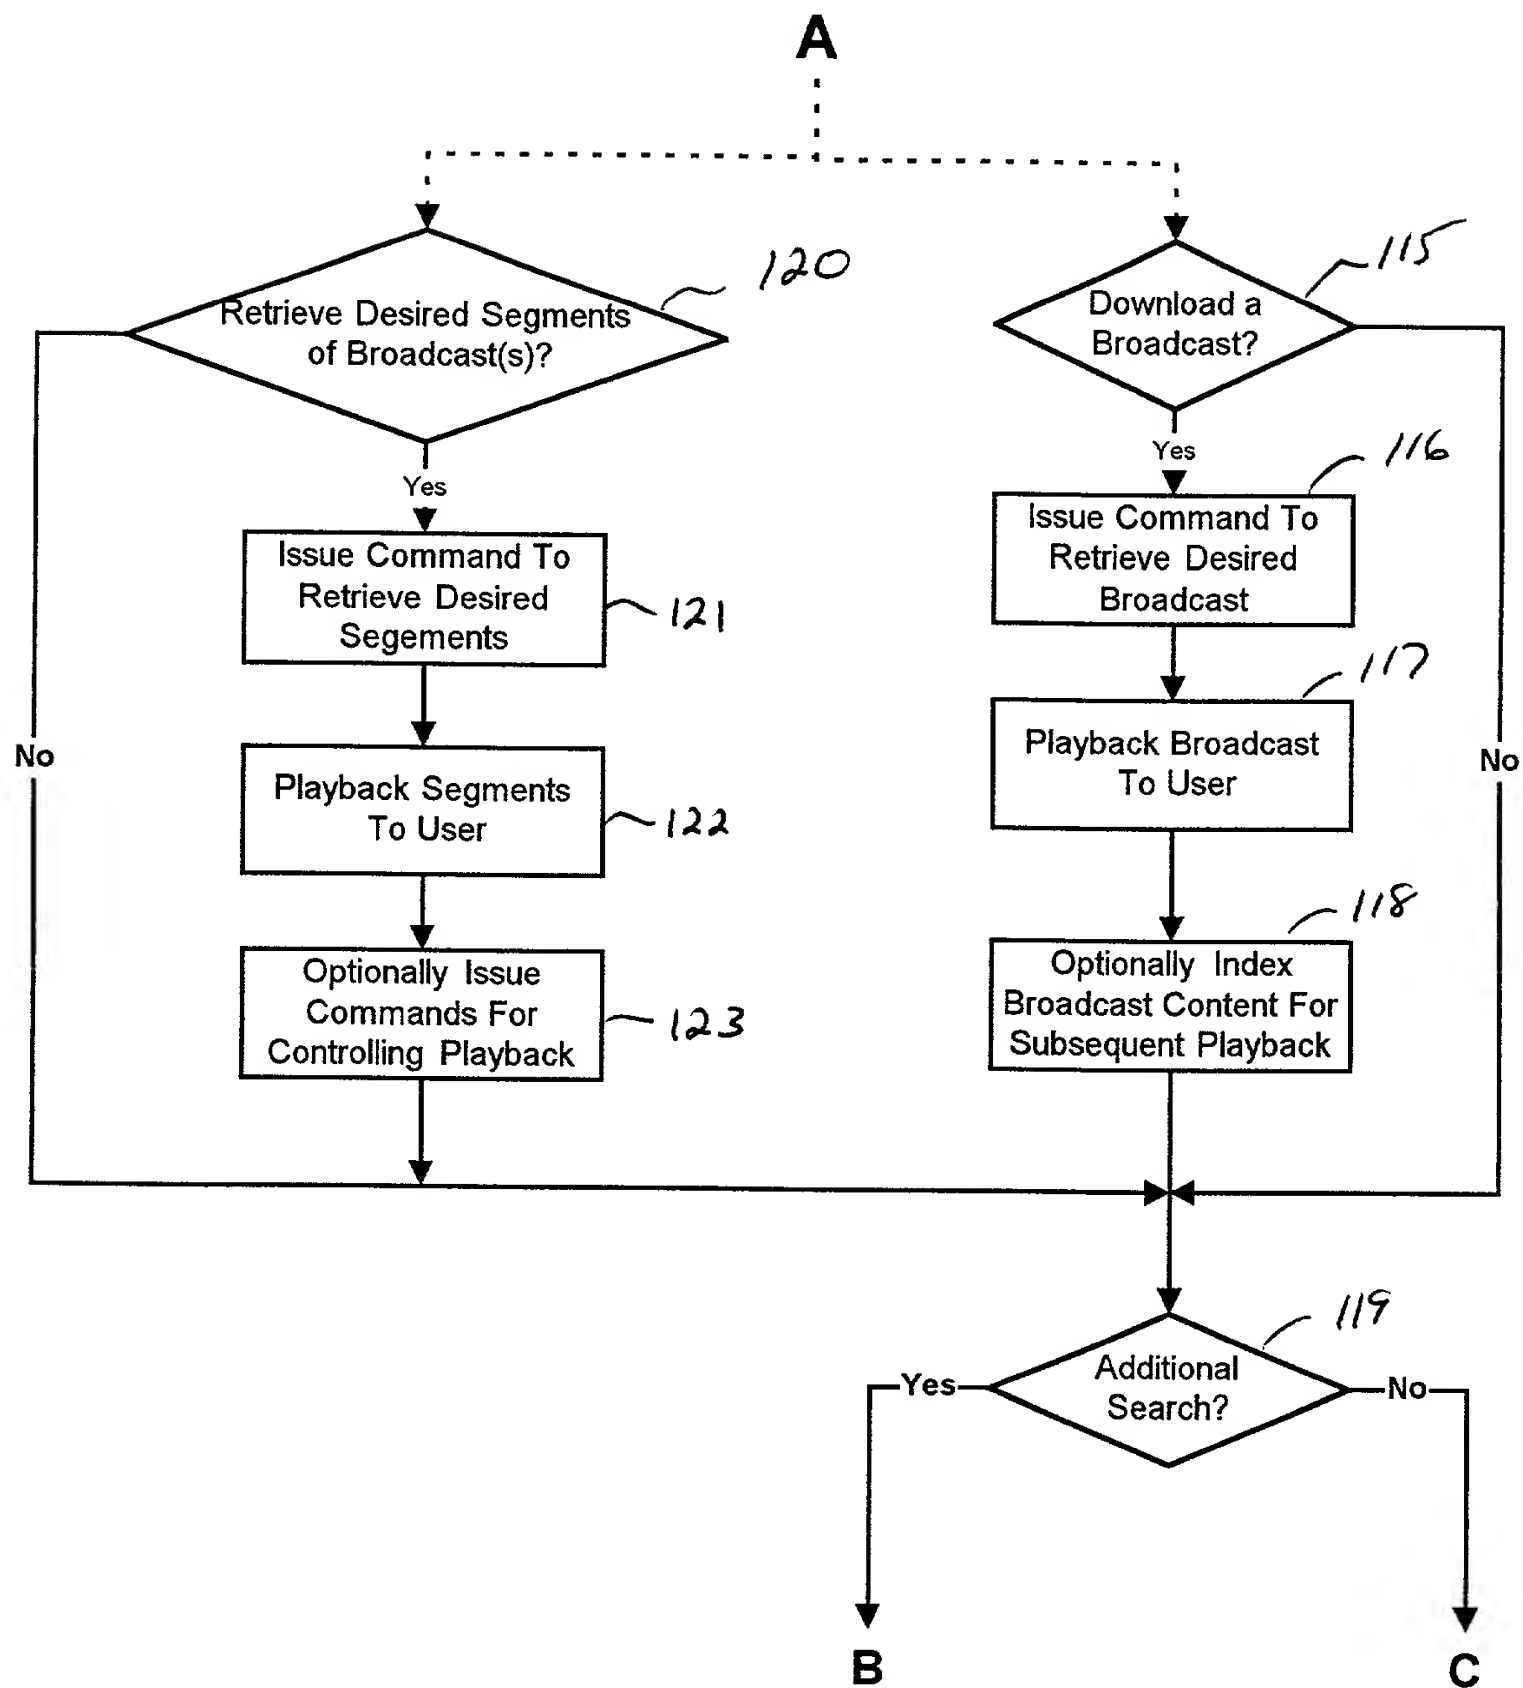 A
Retrieve Desired Segments
of Broadcast(s)?
120
Yes
Issue Command To
Retrieve Desired
Segements
121
Playback Segments
To User
122
Optionally Issue
Commands For
Controlling Playback
123
No
Download a
Broadcast?
115
Yes
Issue Command To
Retrieve Desired
Broadcast
116
Playback Broadcast
To User
117
Optionally Index
Broadcast Content For
Subsequent Playback
118
No
Additional
Search?
119
Yes
No
B
C